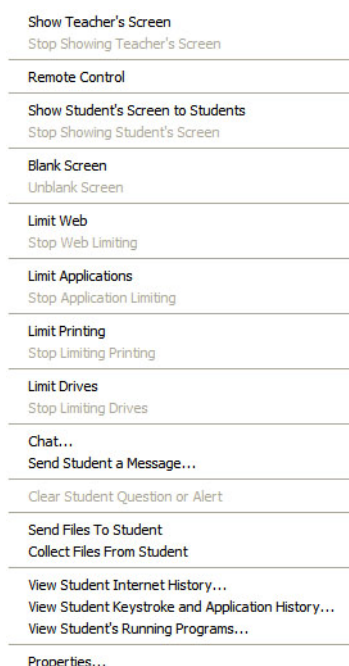 Show Teacher's Screen
Stop Showing Teacher's Screen
Remote Control
Show Student's Screen to Students
Stop Showing Student's Screen
Blank Screen
Unblank Screen
Limit Web
Stop Web Limiting
Limit Applications
Stop Application Limiting
Limit Printing
Stop Limiting Printing
Limit Drives
Stop Limiting Drives
Chat...
Send Student a Message...
Clear Student Question or Alert
Send Files To Student
Collect Files From Student
View Student Internet History...
View Student Keystroke and Application History...
View Student's Running Programs...
Properties...